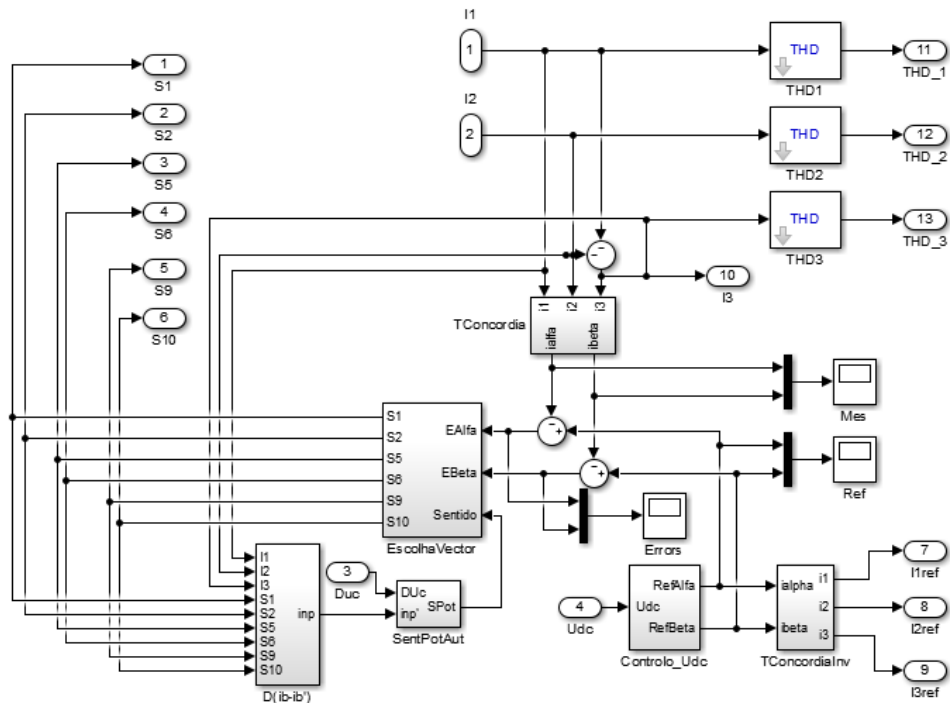 I1
1
THD
THD1
11
THD_1
1
S1
I2
2
THD
THD2
12
THD_2
2
S2
3
S5
THD
THD3
13
THD_3
4
S6
5
S9
6
S10
10
I3
TConcordia
i1
i2
i3
ialfa
ibeta
Mes
S1
S2
S5
S6
S9
S10
EAlfa
EBeta
Sentido
EscolhaVector
Ref
Errors
I1
I2
I3
S1
S2
S5
S6
S9
S10
inp
D(ib-ib')
3
Duc
DUc
inp'
SPot
SentPotAut
4
Udc
Udc
RefAlfa
RefBeta
Controlo_Udc
ialpha
ibeta
i1
i2
i3
TConcordiaInv
7
I1ref
8
I2ref
9
I3ref